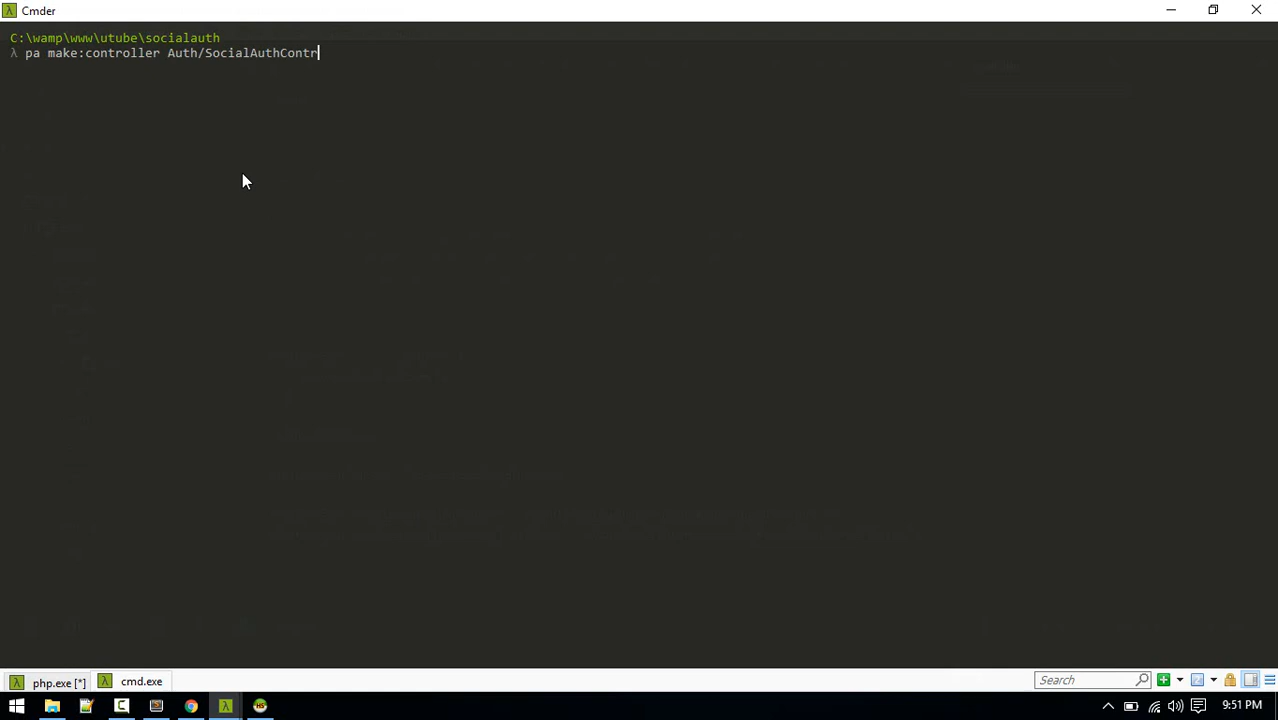 Cmder
C:\wamp\www\utube\socialauth
λ pa make:controller Auth/SocialAuthContr
php.exe [*]
cmd.exe
Search
9:51 PM